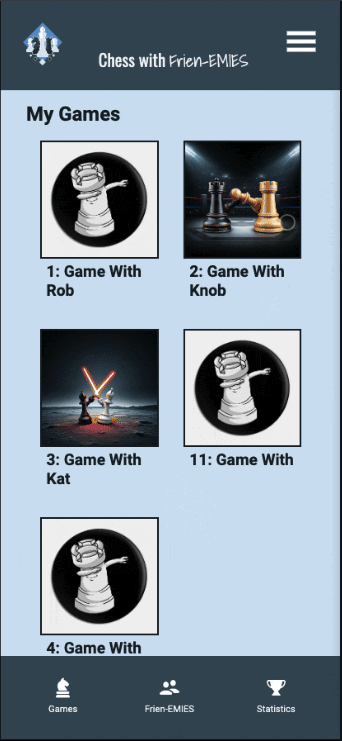 Chess with Frien-EMIES
My Games
1: Game With
Rob
2: Game With
Knob
3: Game With
Kat
11: Game With
4: Game With
Games
Frien-EMIES
Statistics